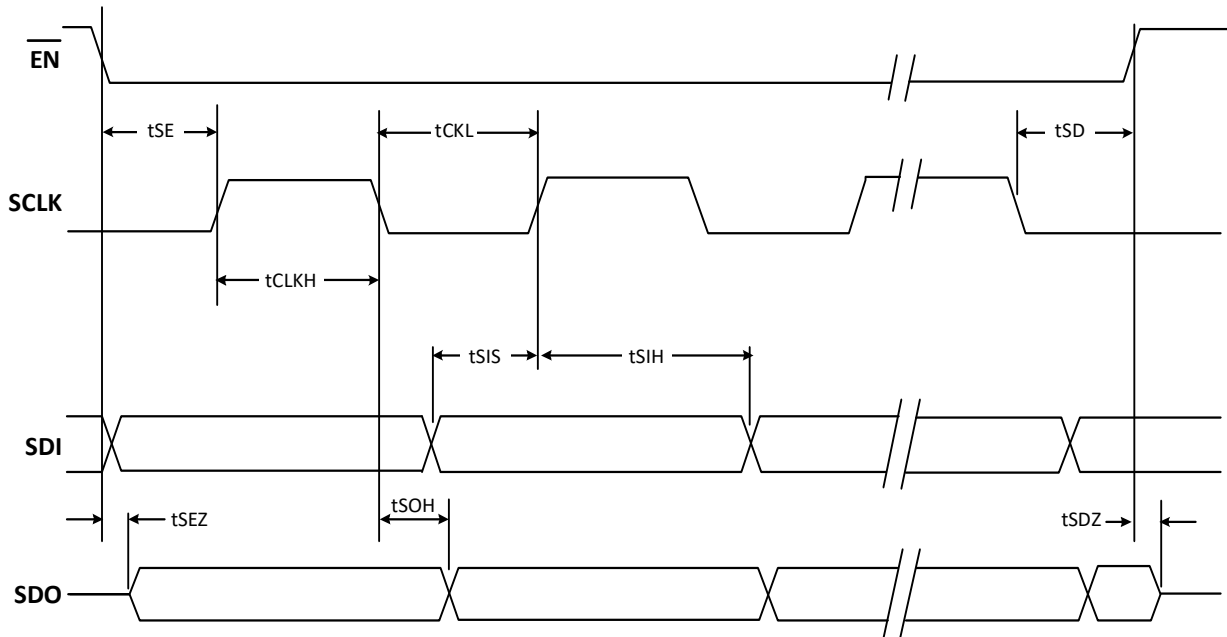 EN
tSE
tCKL
tSD
SCLK
tCLKH
tSIS
tSIH
SDI
tSEZ
tSOH
tSDZ
SDO